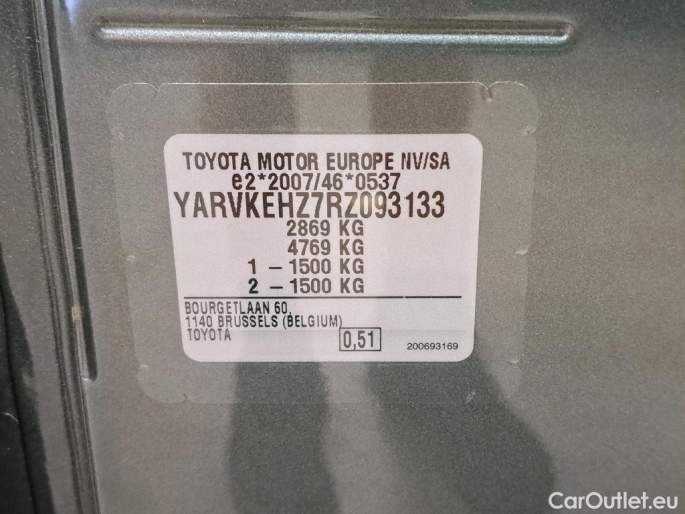 TOYOTA MOTOR EUROPE NV/SA
e2*2007/46*0537
YARVKEHZ7RZ093133
2869 KG
4769 KG
1 – 1500 KG
2 – 1500 KG
BOURGETLAAN 60,
1140 BRUSSELS (BELGIUM)
TOYOTA
0,51
200693169
CarOutlet.eu